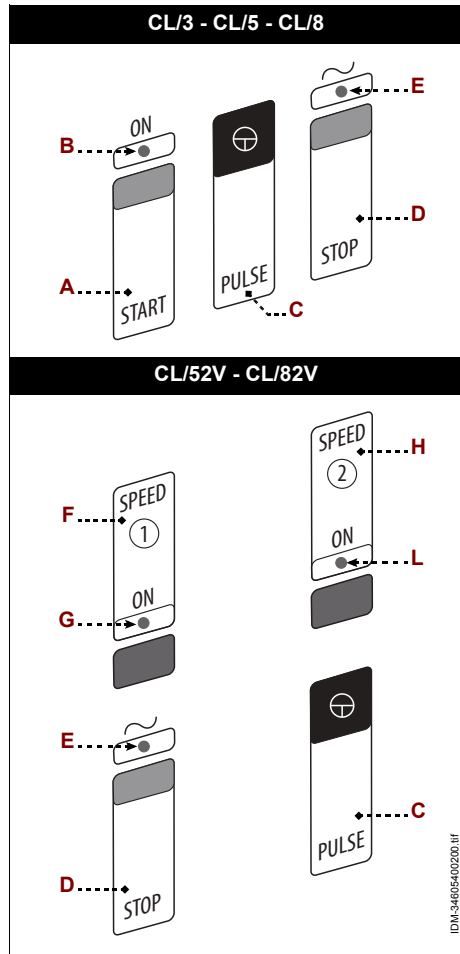 CL/3 - CL/5 - CL/8
E
ON
B
D
STOP
A
START
PULSE
C
CL/52V - CL/82V
SPEED
H
2
SPEED
F
1
ON
L
ON
G
E
C
PULSE
D
STOP
IDM-34605400200.tif